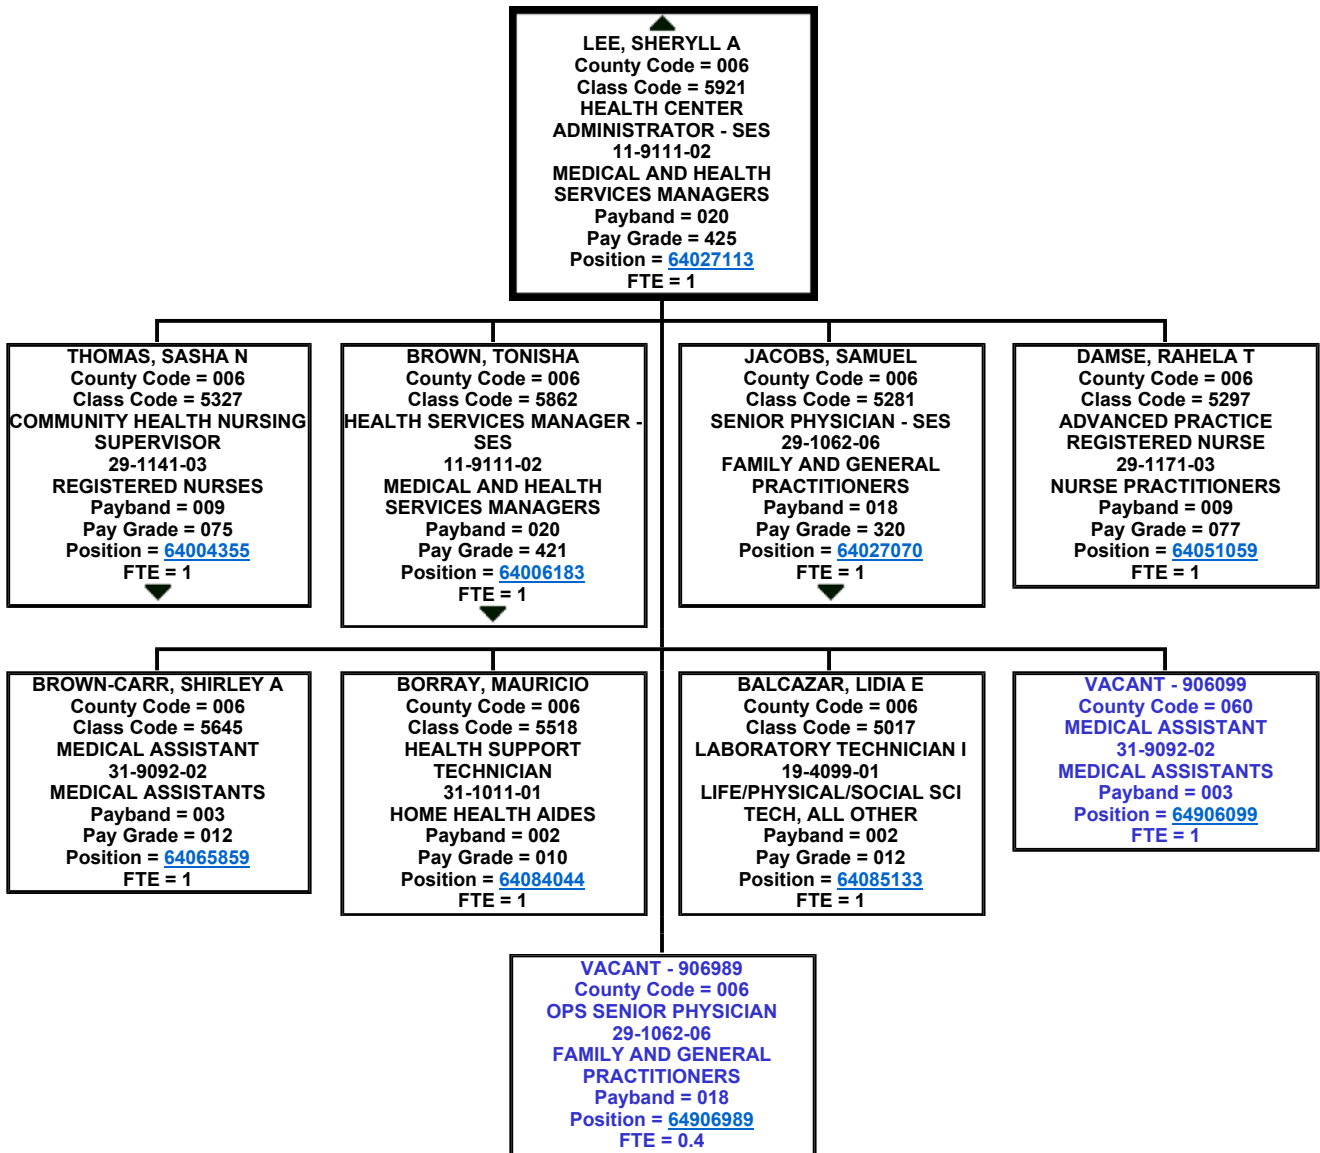 LEE, SHERYLL A
County Code = 006
Class Code = 5921
HEALTH CENTER
ADMINISTRATOR - SES
11-9111-02
MEDICAL AND HEALTH
SERVICES MANAGERS
Payband = 020
Pay Grade = 425
Position = 64027113
FTE = 1
THOMAS, SASHA N
County Code = 006
Class Code = 5327
COMMUNITY HEALTH NURSING
SUPERVISOR
29-1141-03
REGISTERED NURSES
Payband = 009
Pay Grade = 075
Position = 64004355
FTE = 1
BROWN, TONISHA
County Code = 006
Class Code = 5862
HEALTH SERVICES MANAGER -
SES
11-9111-02
MEDICAL AND HEALTH
SERVICES MANAGERS
Payband = 020
Pay Grade = 421
Position = 64006183
FTE = 1
JACOBS, SAMUEL
County Code = 006
Class Code = 5281
SENIOR PHYSICIAN - SES
29-1062-06
FAMILY AND GENERAL
PRACTITIONERS
Payband = 018
Pay Grade = 320
Position = 64027070
FTE = 1
DAMSE, RAHELA T
County Code = 006
Class Code = 5297
ADVANCED PRACTICE
REGISTERED NURSE
29-1171-03
NURSE PRACTITIONERS
Payband = 009
Pay Grade = 077
Position = 64051059
FTE = 1
BROWN-CARR, SHIRLEY A
County Code = 006
Class Code = 5645
MEDICAL ASSISTANT
31-9092-02
MEDICAL ASSISTANTS
Payband = 003
Pay Grade = 012
Position = 64065859
FTE = 1
BORRAY, MAURICIO
County Code = 006
Class Code = 5518
HEALTH SUPPORT
TECHNICIAN
31-1011-01
HOME HEALTH AIDES
Payband = 002
Pay Grade = 010
Position = 64084044
FTE = 1
BALCAZAR, LIDIA E
County Code = 006
Class Code = 5017
LABORATORY TECHNICIAN I
19-4099-01
LIFE/PHYSICAL/SOCIAL SCI
TECH, ALL OTHER
Payband = 002
Pay Grade = 012
Position = 64085133
FTE = 1
VACANT - 906099
County Code = 060
MEDICAL ASSISTANT
31-9092-02
MEDICAL ASSISTANTS
Payband = 003
Position = 64906099
FTE = 1
VACANT - 906989
County Code = 006
OPS SENIOR PHYSICIAN
29-1062-06
FAMILY AND GENERAL
PRACTITIONERS
Payband = 018
Position = 64906989
FTE = 0.4